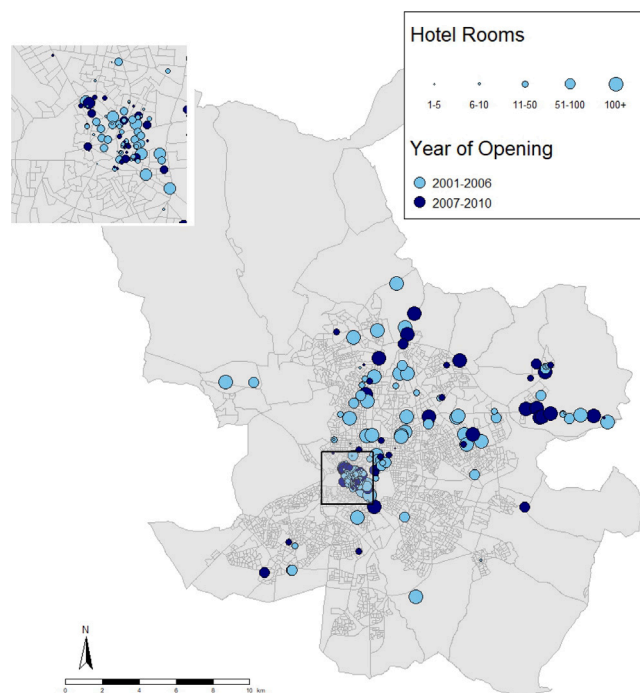 Hotel Rooms
1-5 6-10 11-50 51-100 100+
Year of Opening
2001-2006
2007-2010
N
0 2 4 6 8 10 km